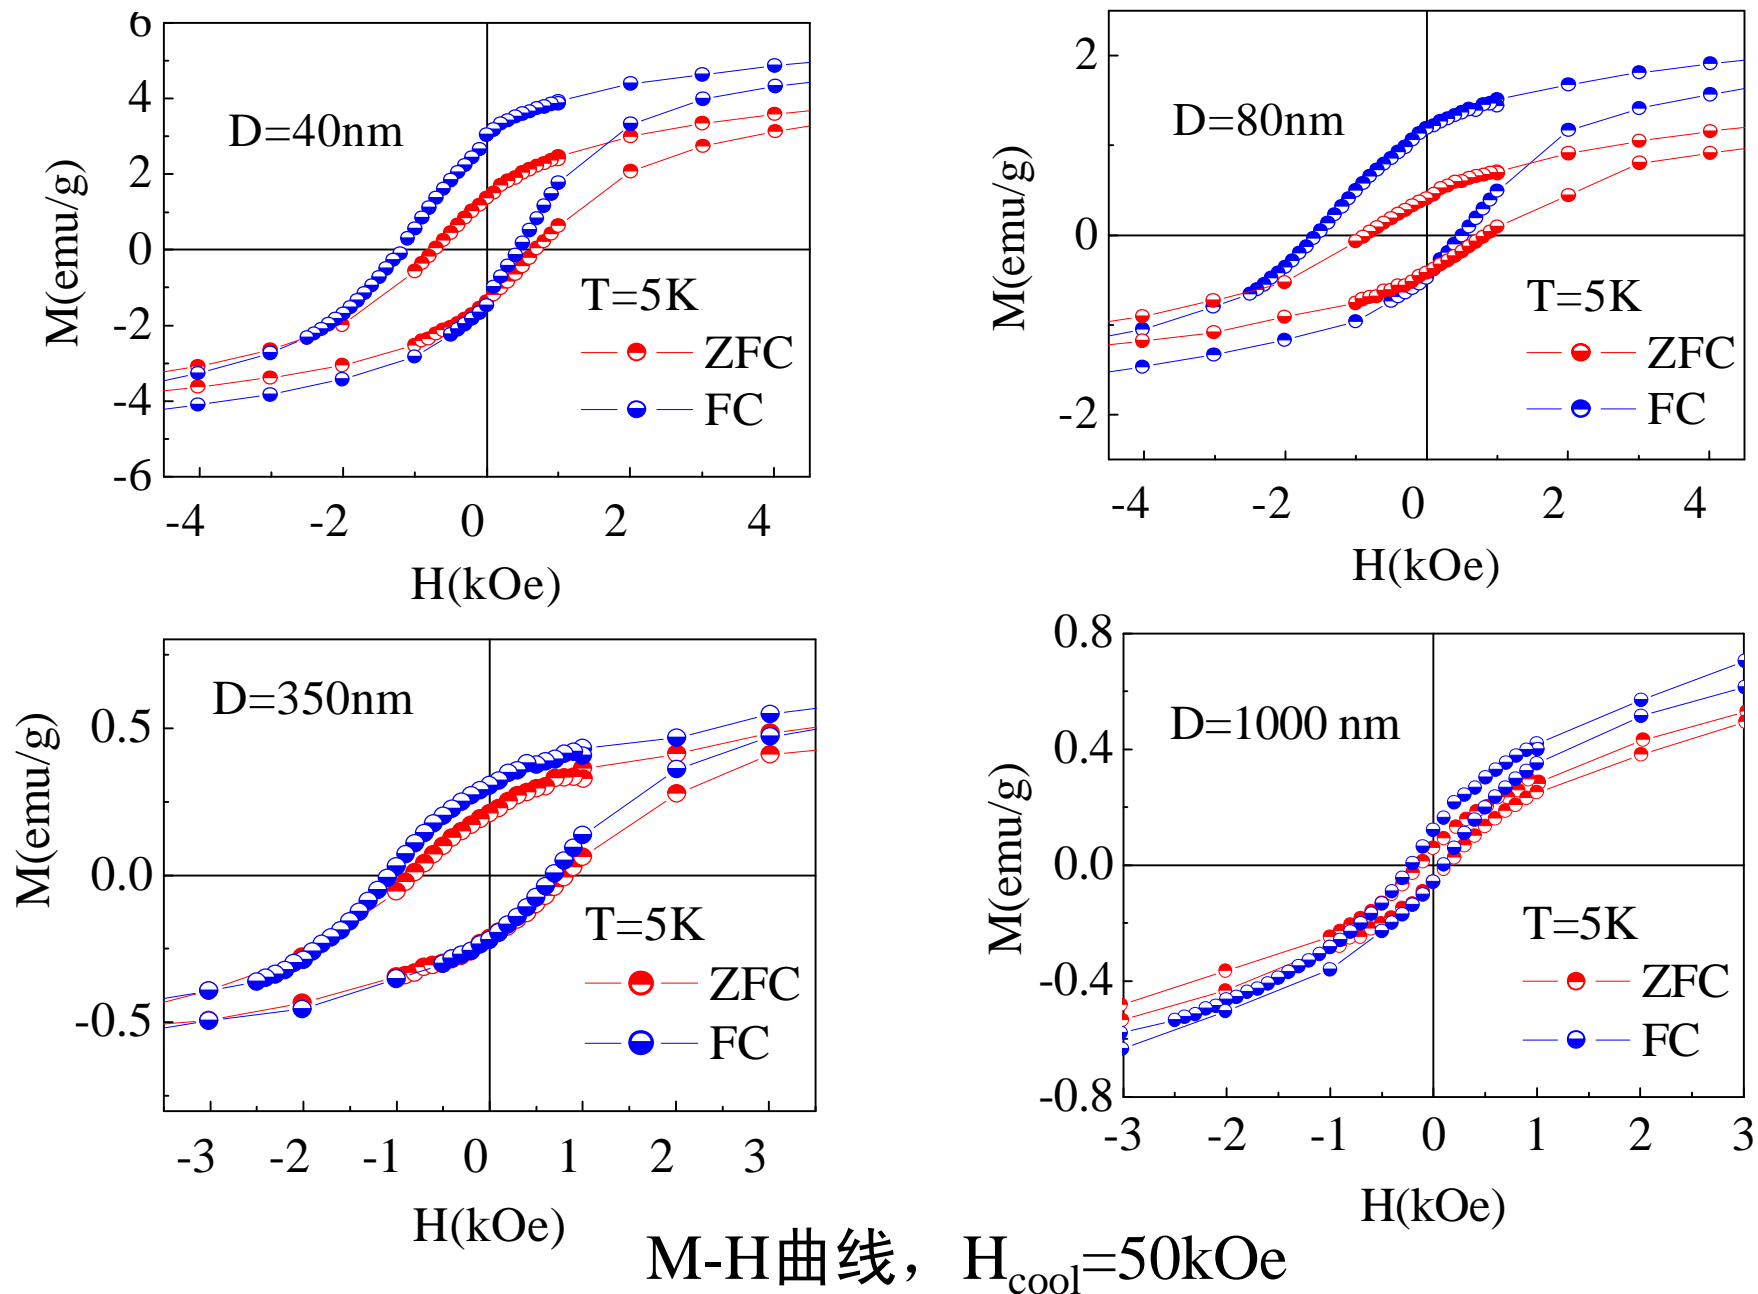 6
4
2
0
-2
-4
-6
M(emu/g)
D=40nm
T=5K
ZFC
FC
-4 -2 0 2 4
H(kOe)
2
0
-2
M(emu/g)
D=80nm
T=5K
ZFC
FC
-4 -2 0 2 4
H(kOe)
0.5
0.0
-0.5
M(emu/g)
D=350nm
T=5K
ZFC
FC
-3 -2 -1 0 1 2 3
H(kOe)
0.8
0.4
0.0
-0.4
-0.8
M(emu/g)
D=1000 nm
T=5K
ZFC
FC
-3 -2 -1 0 1 2 3
H(kOe)
M-H曲线，H_cool=50kOe